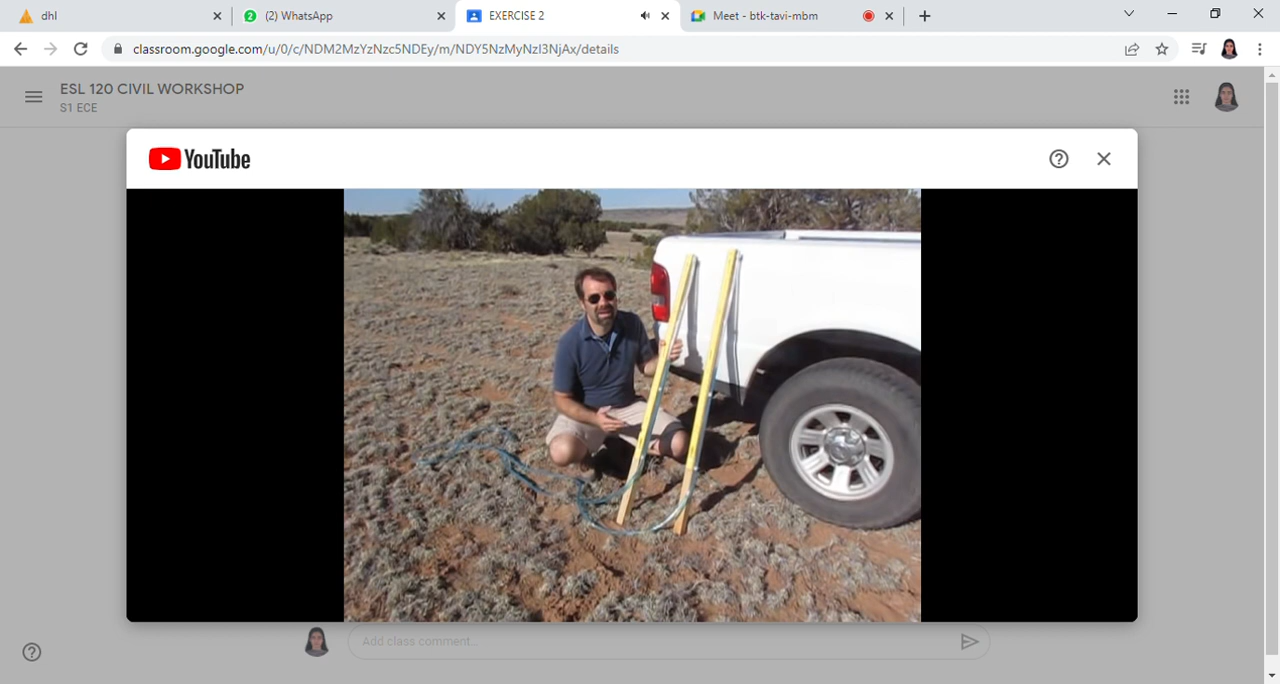 dhl
(2) WhatsApp
EXERCISE 2
Meet - btk-tavi-mbm
classroom.google.com/u/0/c/NDM2MzYzNzc5NDEy/m/NDY5NzMyNzI3NjAx/details
ESL 120 CIVIL WORKSHOP
S1 ECE
YouTube
Add class comment...